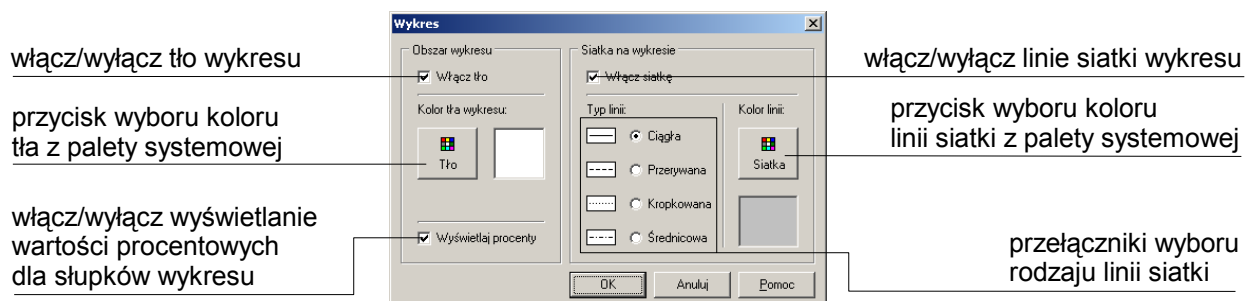 włącz/wyłącz tło wykresu
przycisk wyboru koloru
tła z palety systemowej
włącz/wyłącz wyświetlanie
wartości procentowych
dla słupków wykresu
Wykres
Obszar wykresu
Włącz tło
Kolor tła wykresu:
Tło
Wyświetlaj procenty
Siatka na wykresie
Włącz siatkę
Typ linii:
Ciągła
Przerywana
Kropkowana
Średnicowa
Kolor linii:
Siatka
OK
Anuluj
Pomoc
włącz/wyłącz linie siatki wykresu
przycisk wyboru koloru
linii siatki z palety systemowej
przełączniki wyboru
rodzaju linii siatki